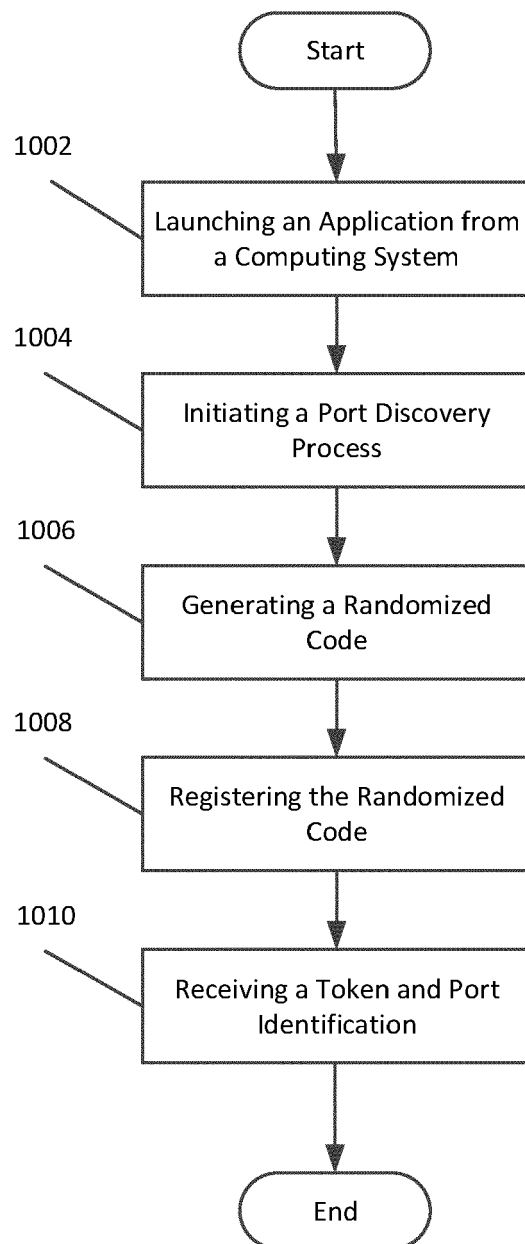 Start
1002
Launching an Application from
a Computing System
1004
Initiating a Port Discovery
Process
1006
Generating a Randomized
Code
1008
Registering the Randomized
Code
1010
Receiving a Token and Port
Identification
End